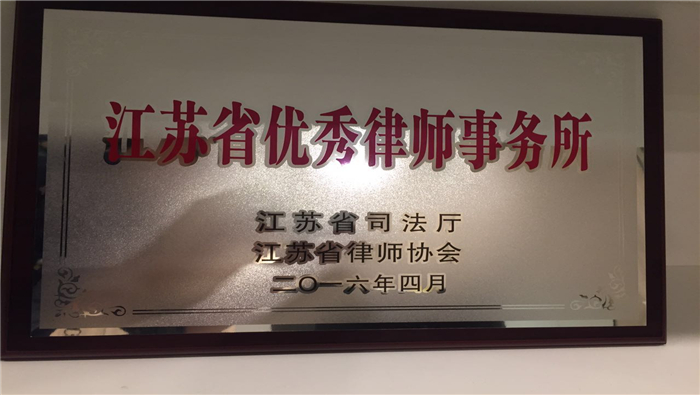 江苏省优秀律师事务所
江苏省司法厅
江苏省律师协会
二〇一六年四月